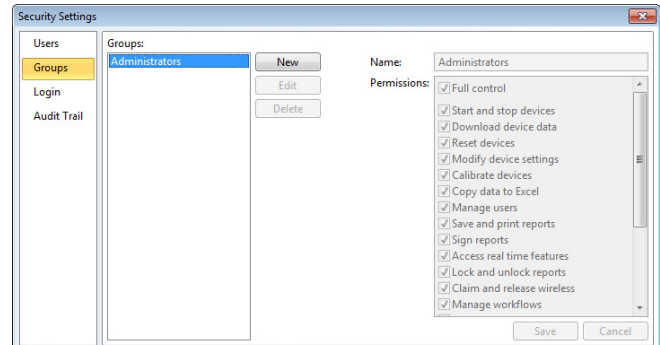 Security Settings
Users
Groups
Login
Audit Trail
Groups:
Administrators
New
Edit
Delete
Name:
Administrators
Permissions:
Full control
Start and stop devices
Download device data
Reset devices
Modify device settings
Calibrate devices
Copy data to Excel
Manage users
Save and print reports
Sign reports
Access real time features
Lock and unlock reports
Claim and release wireless
Manage workflows
Save
Cancel